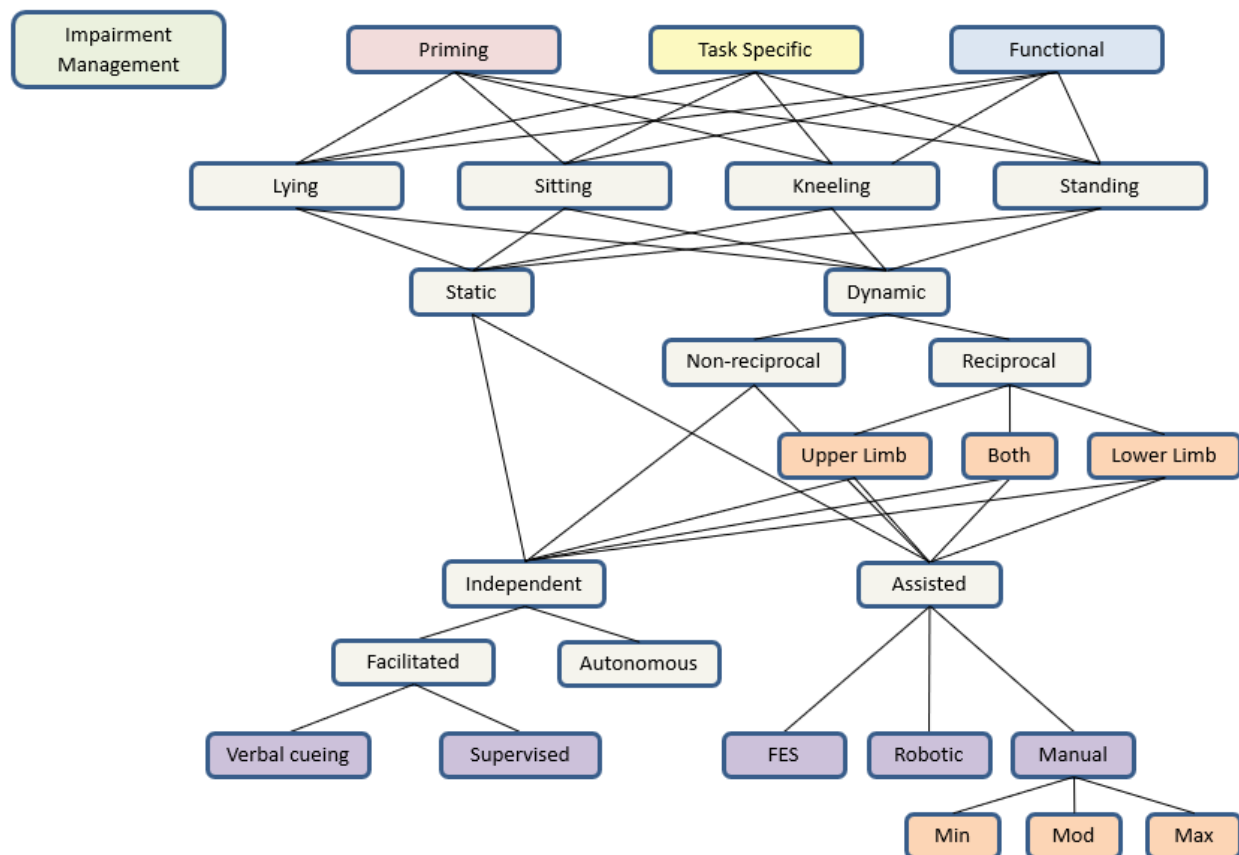 Impairment
Management
Priming
Task Specific
Functional
Lying
Sitting
Kneeling
Standing
Static
Dynamic
Non-reciprocal
Reciprocal
Upper Limb
Both
Lower Limb
Independent
Assisted
Facilitated
Autonomous
Verbal cueing
Supervised
FES
Robotic
Manual
Min
Mod
Max